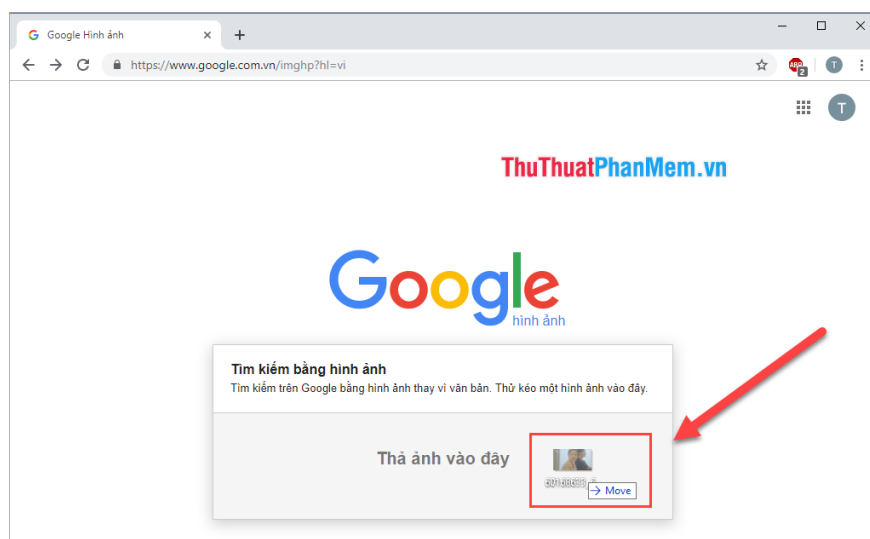 Google Hình ảnh
https://www.google.com.vn/imghp?hl=vi
ABP
2
T
T
ThuThuatPhanMem.vn
Google
hình ảnh
Tìm kiếm bằng hình ảnh
Tìm kiếm trên Google bằng hình ảnh thay vì văn bản. Thử kéo một hình ảnh vào đây.
Thả ảnh vào đây
Move